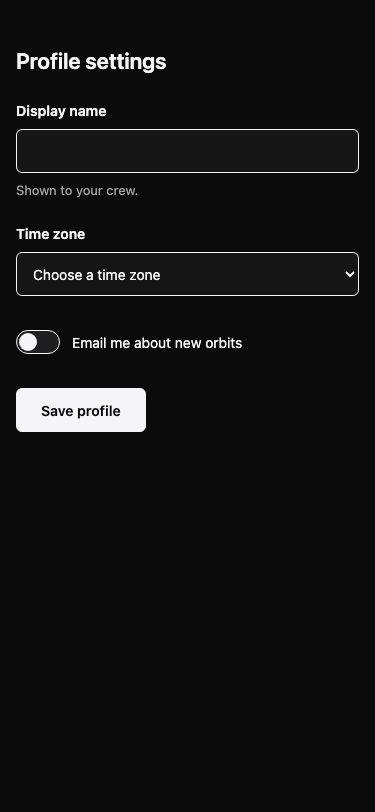 Profile settings
Display name
Shown to your crew.
Time zone
Choose a time zone
Email me about new orbits
Save profile